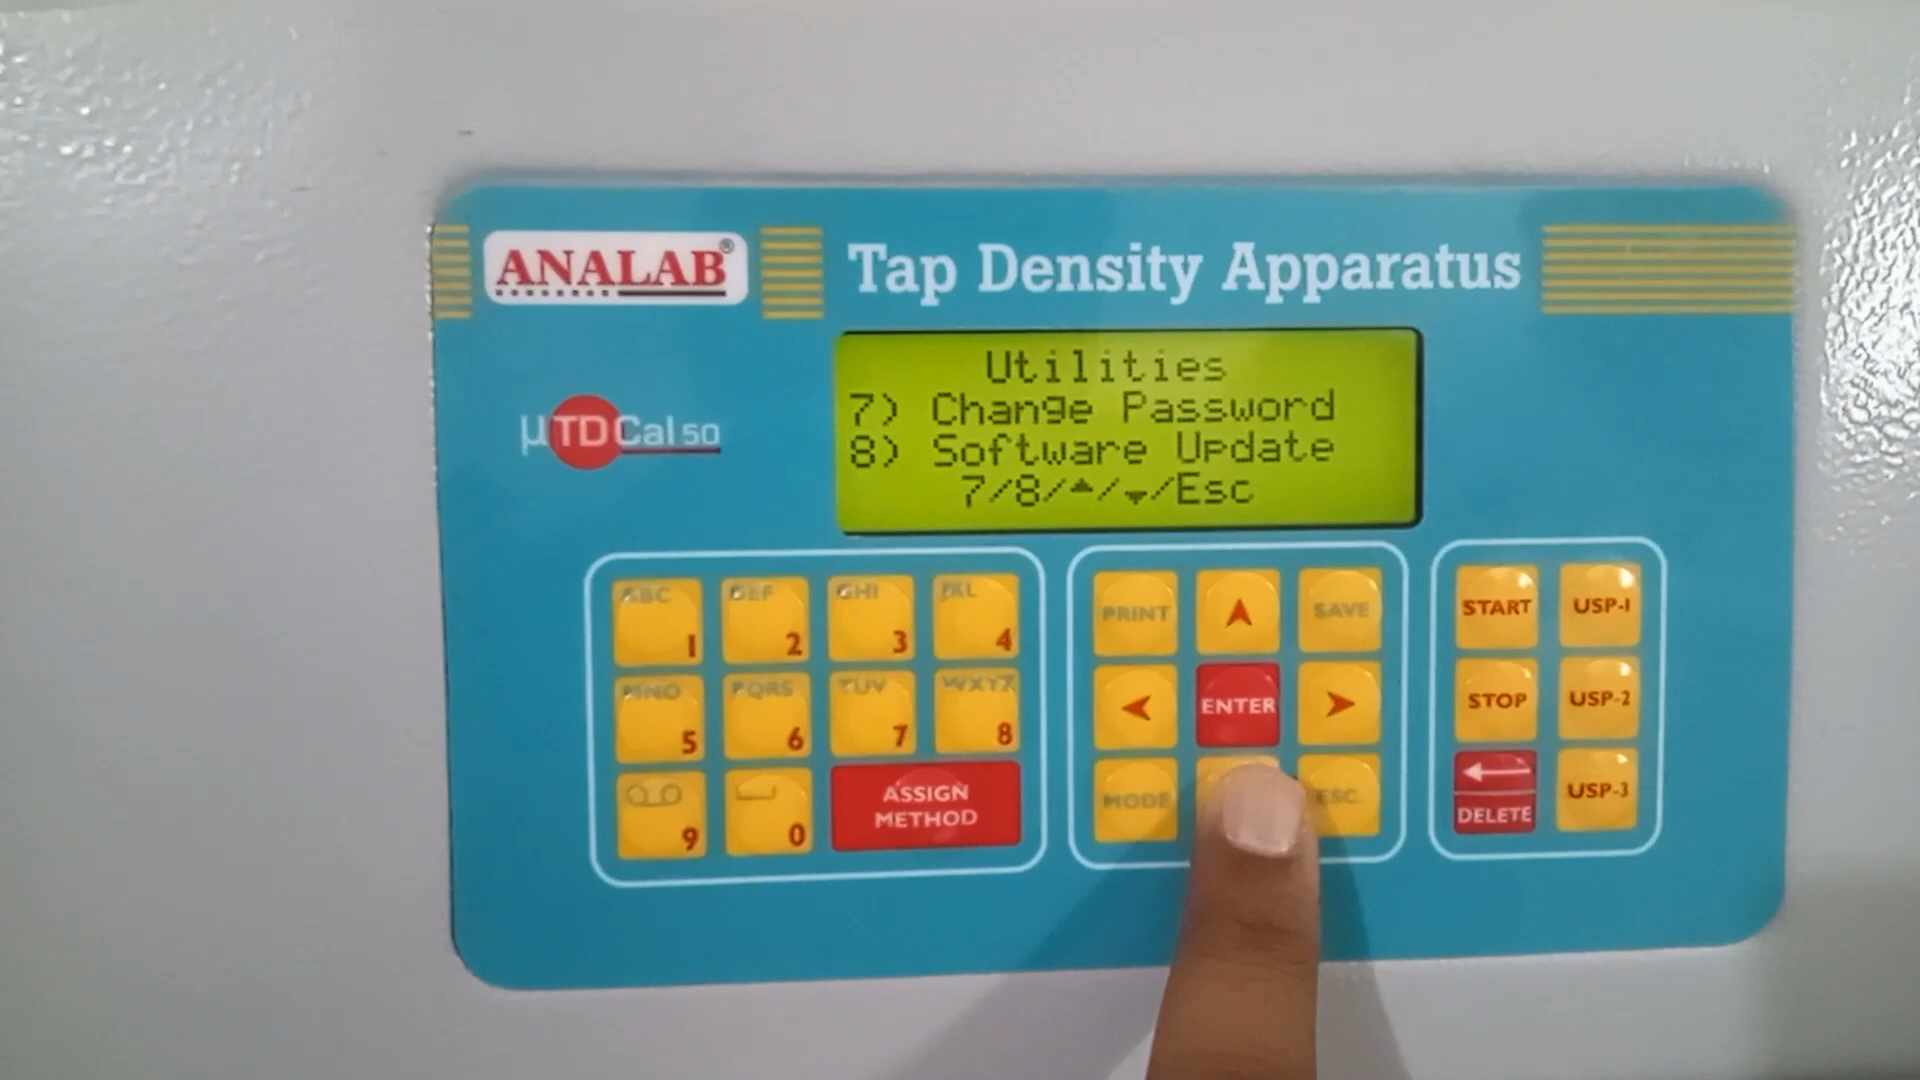 ANALAB®
Tap Density Apparatus
µTDCal 50
Utilities
7) Change Password
8) Software Update
7/8/▲/▼/Esc
ABC 1
DEF 2
GHI 3
JKL 4
MNO 5
PQRS 6
TUV 7
WXYZ 8
9
0
ASSIGN
METHOD
PRINT
SAVE
ENTER
MODE
ESC
START
USP-1
STOP
USP-2
DELETE
USP-3